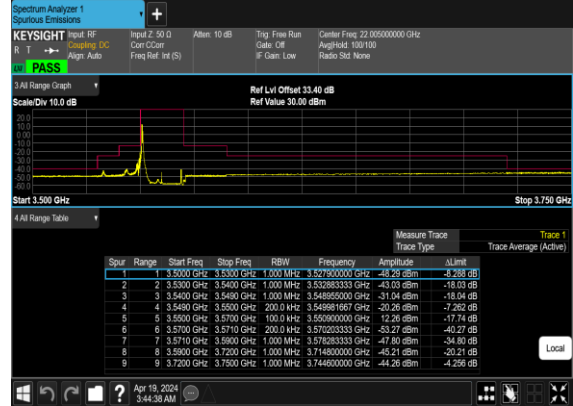 Spectrum Analyzer 1
Spurious Emissions
+
KEYSIGHT Input: RF Input Z: 50 Ω Atten: 10 dB Trig: Free Run Center Freq: 22.005000000 GHz
R T Coupling: DC Corr CCorr Gate: Off Avg|Hold: 100/100
Align: Auto Freq Ref: Int (S) IF Gain: Low Radio Std: None
PASS
3 All Range Graph
Ref Lvl Offset 33.40 dB
Scale/Div 10.0 dB Ref Value 30.00 dBm
20.0
10.0
0.00
-10.0
-20.0
-30.0
-40.0
-50.0
-60.0
Start 3.500 GHz Stop 3.750 GHz
4 All Range Table
Measure Trace Trace 1
Trace Type Trace Average (Active)
Spur Range Start Freq Stop Freq RBW Frequency Amplitude ΔLimit
1 1 3.5000 GHz 3.5300 GHz 1.000 MHz 3.527900000 GHz -48.29 dBm -8.288 dB
2 2 3.5300 GHz 3.5400 GHz 1.000 MHz 3.532883333 GHz -43.03 dBm -18.03 dB
3 3 3.5400 GHz 3.5490 GHz 1.000 MHz 3.548955000 GHz -31.04 dBm -18.04 dB
4 4 3.5490 GHz 3.5500 GHz 200.0 kHz 3.549981667 GHz -20.26 dBm -7.262 dB
5 5 3.5500 GHz 3.5700 GHz 100.0 kHz 3.550900000 GHz 12.26 dBm -17.74 dB
6 6 3.5700 GHz 3.5710 GHz 200.0 kHz 3.570203333 GHz -53.27 dBm -40.27 dB
7 7 3.5710 GHz 3.5900 GHz 1.000 MHz 3.578283333 GHz -47.80 dBm -34.80 dB
8 8 3.5900 GHz 3.7200 GHz 1.000 MHz 3.714800000 GHz -45.21 dBm -20.21 dB
9 9 3.7200 GHz 3.7500 GHz 1.000 MHz 3.744600000 GHz -44.26 dBm -4.256 dB
Local
? Apr 19, 2024
3:44:38 AM